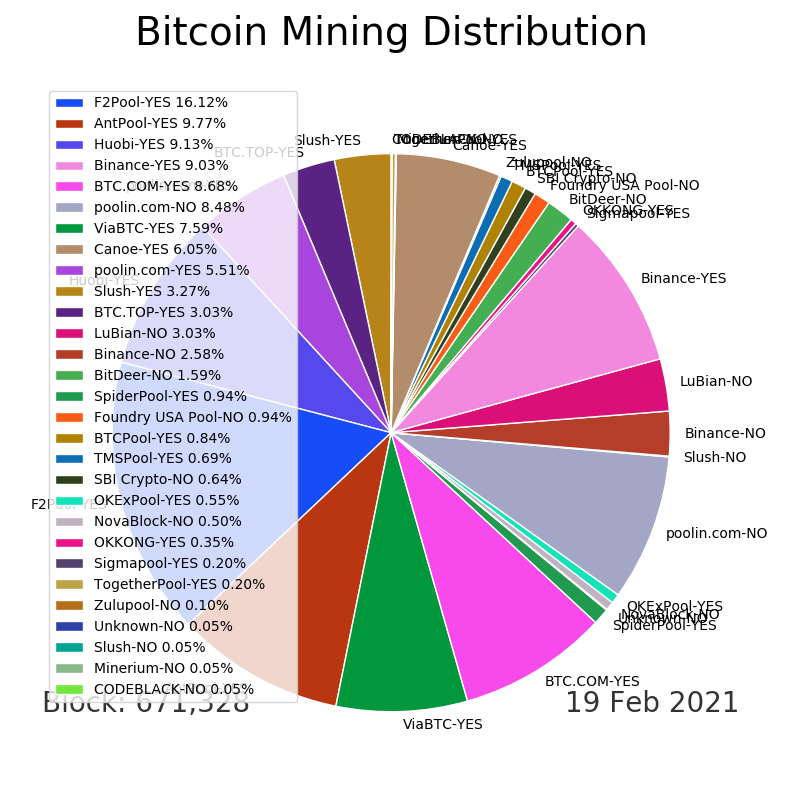 Bitcoin Mining Distribution
F2Pool-YES 16.12%
AntPool-YES 9.77%
Huobi-YES 9.13%
Binance-YES 9.03%
BTC.COM-YES 8.68%
poolin.com-NO 8.48%
ViaBTC-YES 7.59%
Canoe-YES 6.05%
poolin.com-YES 5.51%
Slush-YES 3.27%
BTC.TOP-YES 3.03%
LuBian-NO 3.03%
Binance-NO 2.58%
BitDeer-NO 1.59%
SpiderPool-YES 0.94%
Foundry USA Pool-NO 0.94%
BTCPool-YES 0.84%
TMSPool-YES 0.69%
SBI Crypto-NO 0.64%
OKExPool-YES 0.55%
NovaBlock-NO 0.50%
OKKONG-YES 0.35%
Sigmapool-YES 0.20%
TogetherPool-YES 0.20%
Zulupool-NO 0.10%
Unknown-NO 0.05%
Slush-NO 0.05%
Minerium-NO 0.05%
CODEBLACK-NO 0.05%
Slush-YES
BTC.TOP-YES
Huobi-YES
Canoe-YES
Zulupool-NO
TMSPool-YES
BTCPool-YES
SBI Crypto-NO
Foundry USA Pool-NO
BitDeer-NO
OKKONG-YES
Sigmapool-YES
Binance-YES
LuBian-NO
Binance-NO
Slush-NO
poolin.com-NO
OKExPool-YES
NovaBlock-NO
Unknown-NO
SpiderPool-YES
BTC.COM-YES
ViaBTC-YES
F2Pool-YES
Block: 671,328
19 Feb 2021